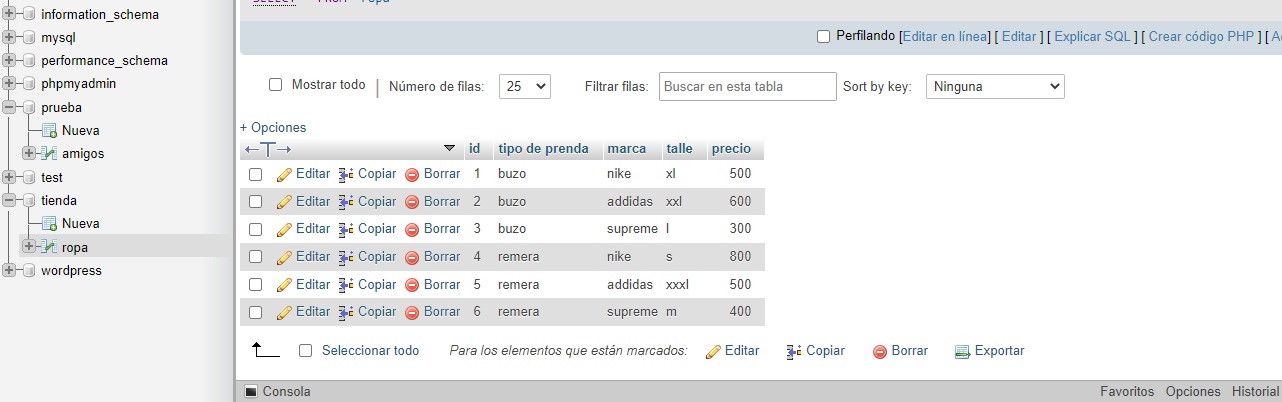 information_schema
mysql
performance_schema
phpmyadmin
prueba
Nueva
amigos
test
tienda
Nueva
ropa
wordpress
Perfilando [Editar en línea] [ Editar ] [ Explicar SQL ] [ Crear código PHP ] [
Mostrar todo | Número de filas: 25 Filtrar filas: Buscar en esta tabla Sort by key: Ninguna
+ Opciones
id tipo de prenda marca talle precio
Editar Copiar Borrar 1 buzo nike xl 500
Editar Copiar Borrar 2 buzo addidas xxl 600
Editar Copiar Borrar 3 buzo supreme l 300
Editar Copiar Borrar 4 remera nike s 800
Editar Copiar Borrar 5 remera addidas xxxl 500
Editar Copiar Borrar 6 remera supreme m 400
Seleccionar todo Para los elementos que están marcados: Editar Copiar Borrar Exportar
Consola Favoritos Opciones Historial